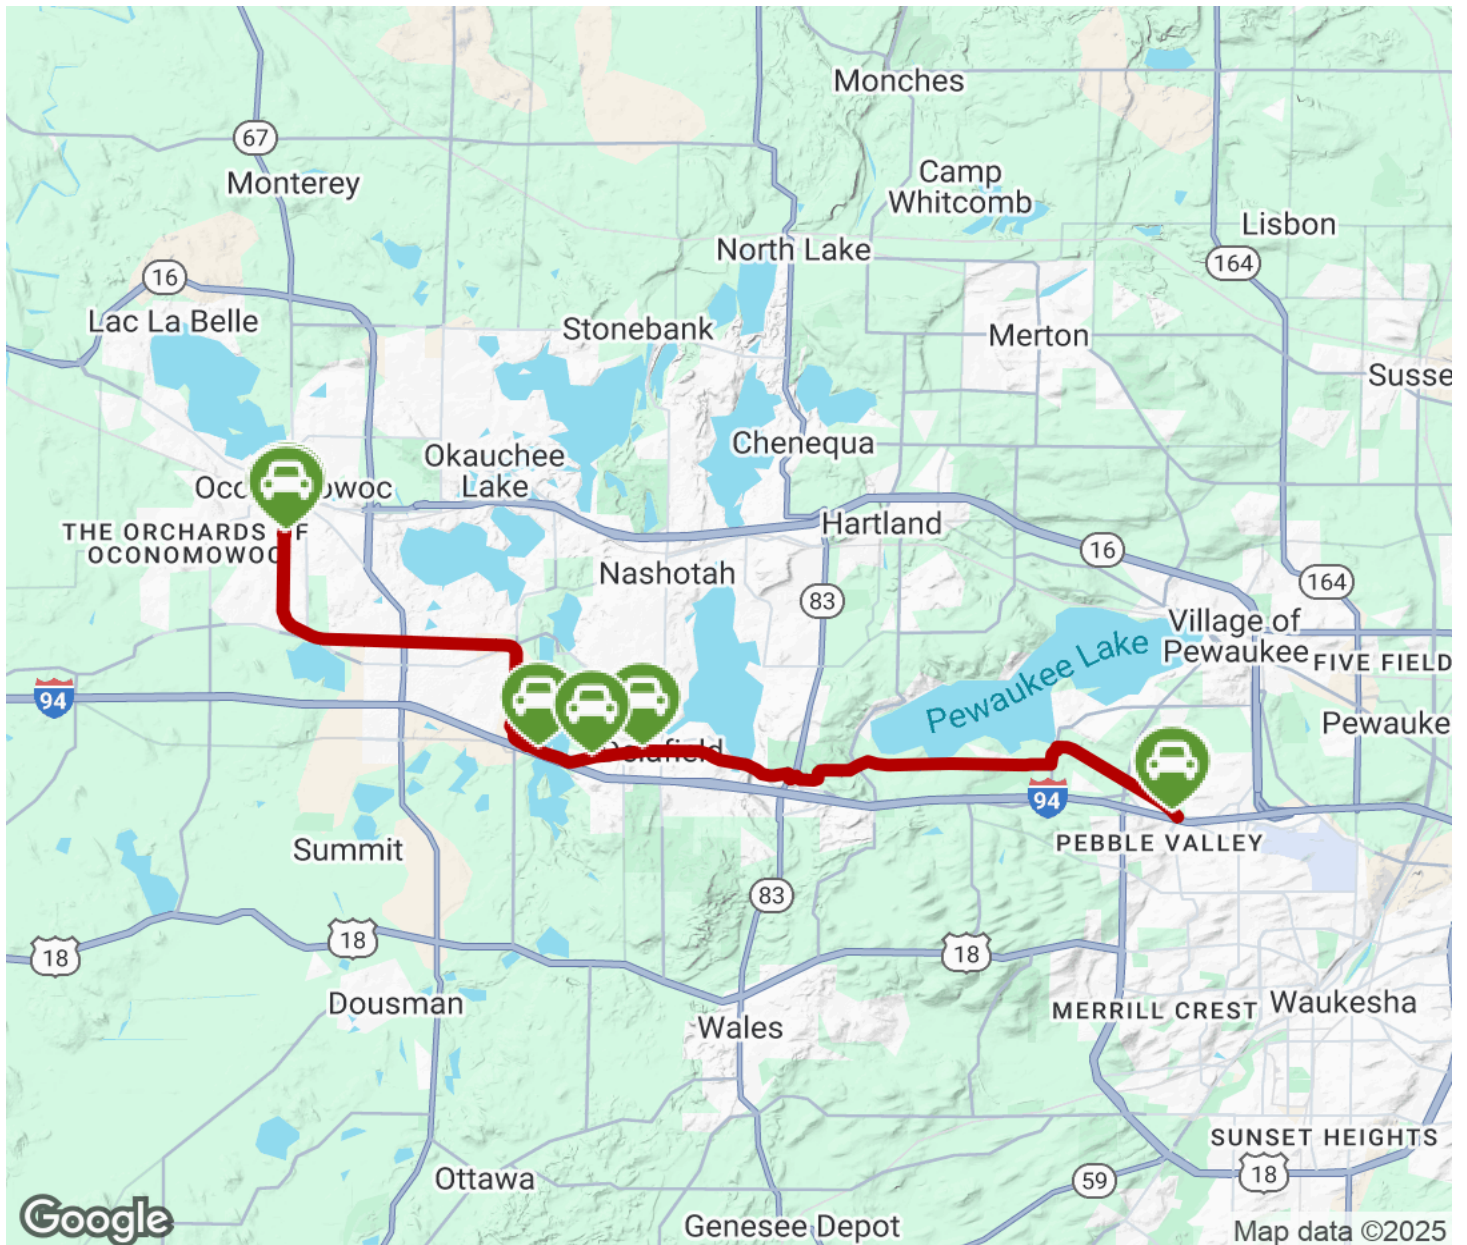 Monches
67
Camp
Whitcomb
Monterey
Lisbon
North Lake
164
16
Lac La Belle
Stonebank
Merton
Susse
Chenequa
Okauchee
Lake
Oco
owoc
Hartland
THE ORCHARDS
F
OCONOMOWOC
16
Nashotah
164
83
Village of
Pewaukee
Pewaukee Lake
FIVE FIELD
94
Pewauke
94
PEBBLE VALLEY
Summit
83
18
18
18
Dousman
MERRILL CREST
Waukesha
Wales
SUNSET HEIGHTS
Ottawa
59
18
Google
Genesee Depot
Map data ©2025